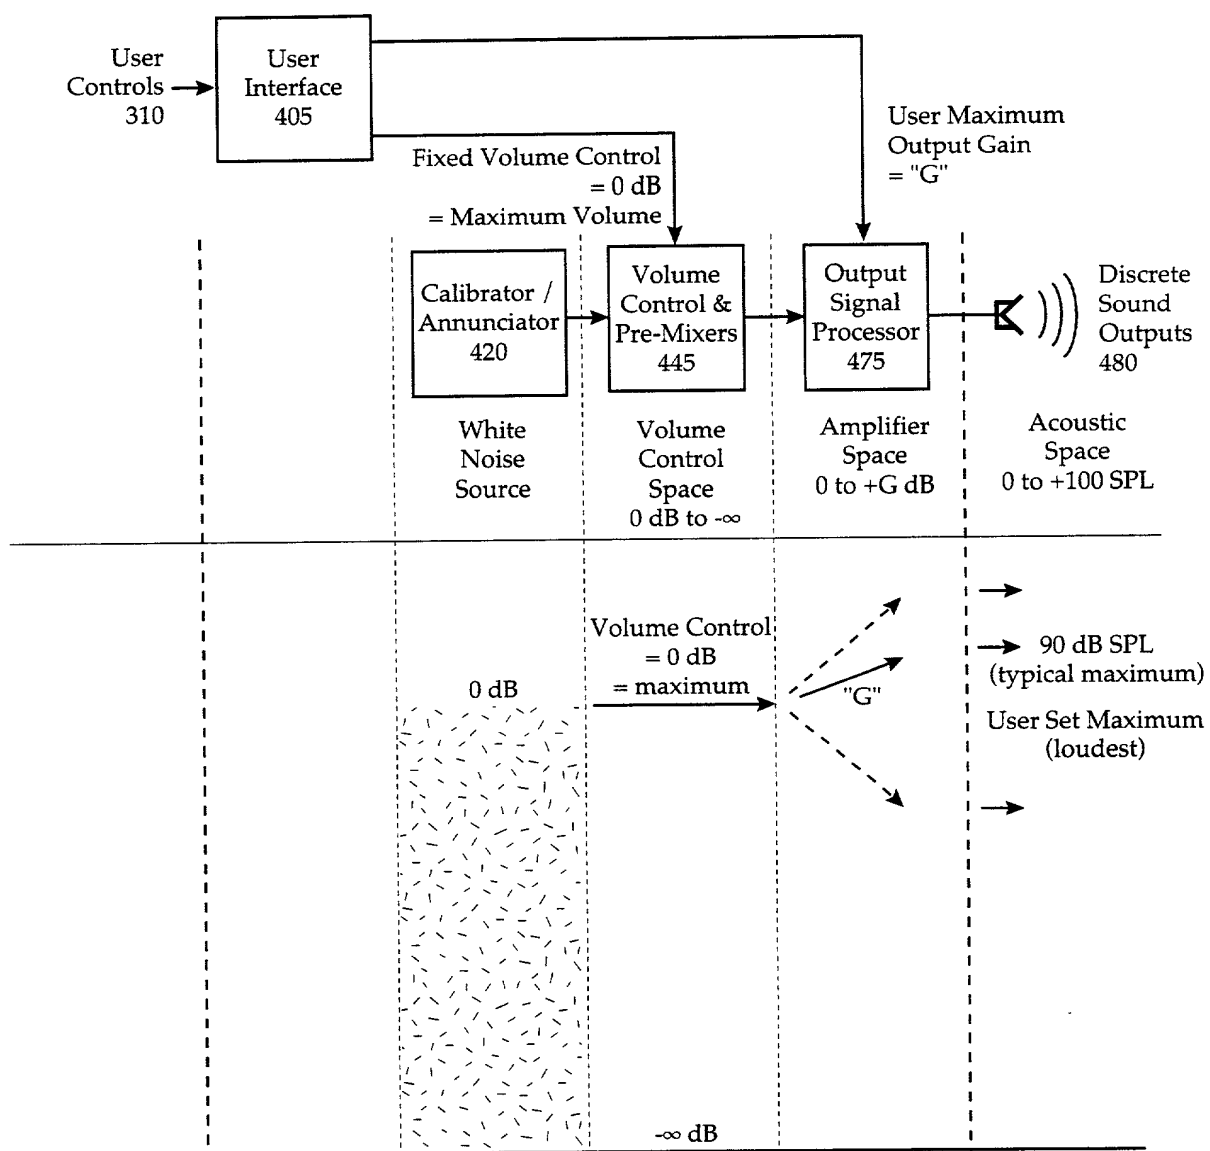 User
Controls
310
User
Interface
405
User Maximum
Output Gain
= "G"
Fixed Volume Control
= 0 dB
= Maximum Volume
Calibrator /
Annunciator
420
Volume
Control &
Pre-Mixers
445
Output
Signal
Processor
475
Discrete
Sound
Outputs
480
White
Noise
Source
Volume
Control
Space
0 dB to -∞
Amplifier
Space
0 to +G dB
Acoustic
Space
0 to +100 SPL
0 dB
Volume Control
= 0 dB
= maximum
"G"
90 dB SPL
(typical maximum)
User Set Maximum
(loudest)
-∞ dB